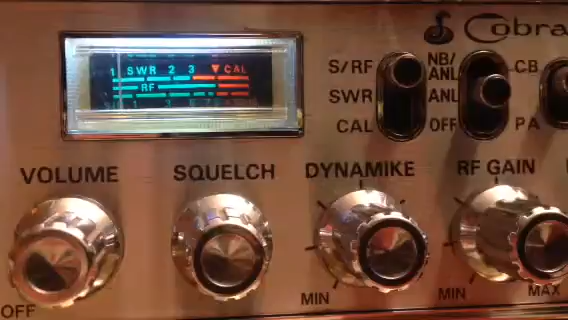 Cobra
1 SWR 2 3 CAL
RF
S/RF
SWR
CAL
NB/
ANL
ANL
OFF
CB
PA
VOLUME
SQUELCH
DYNAMIKE
RF GAIN
OFF
MIN
MIN
MAX